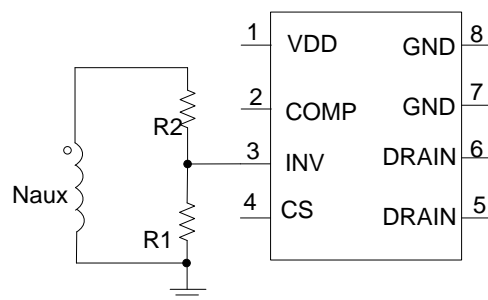 1 VDD GND 8
2 COMP GND 7
R2
3 INV DRAIN 6
Naux
4 CS DRAIN 5
R1